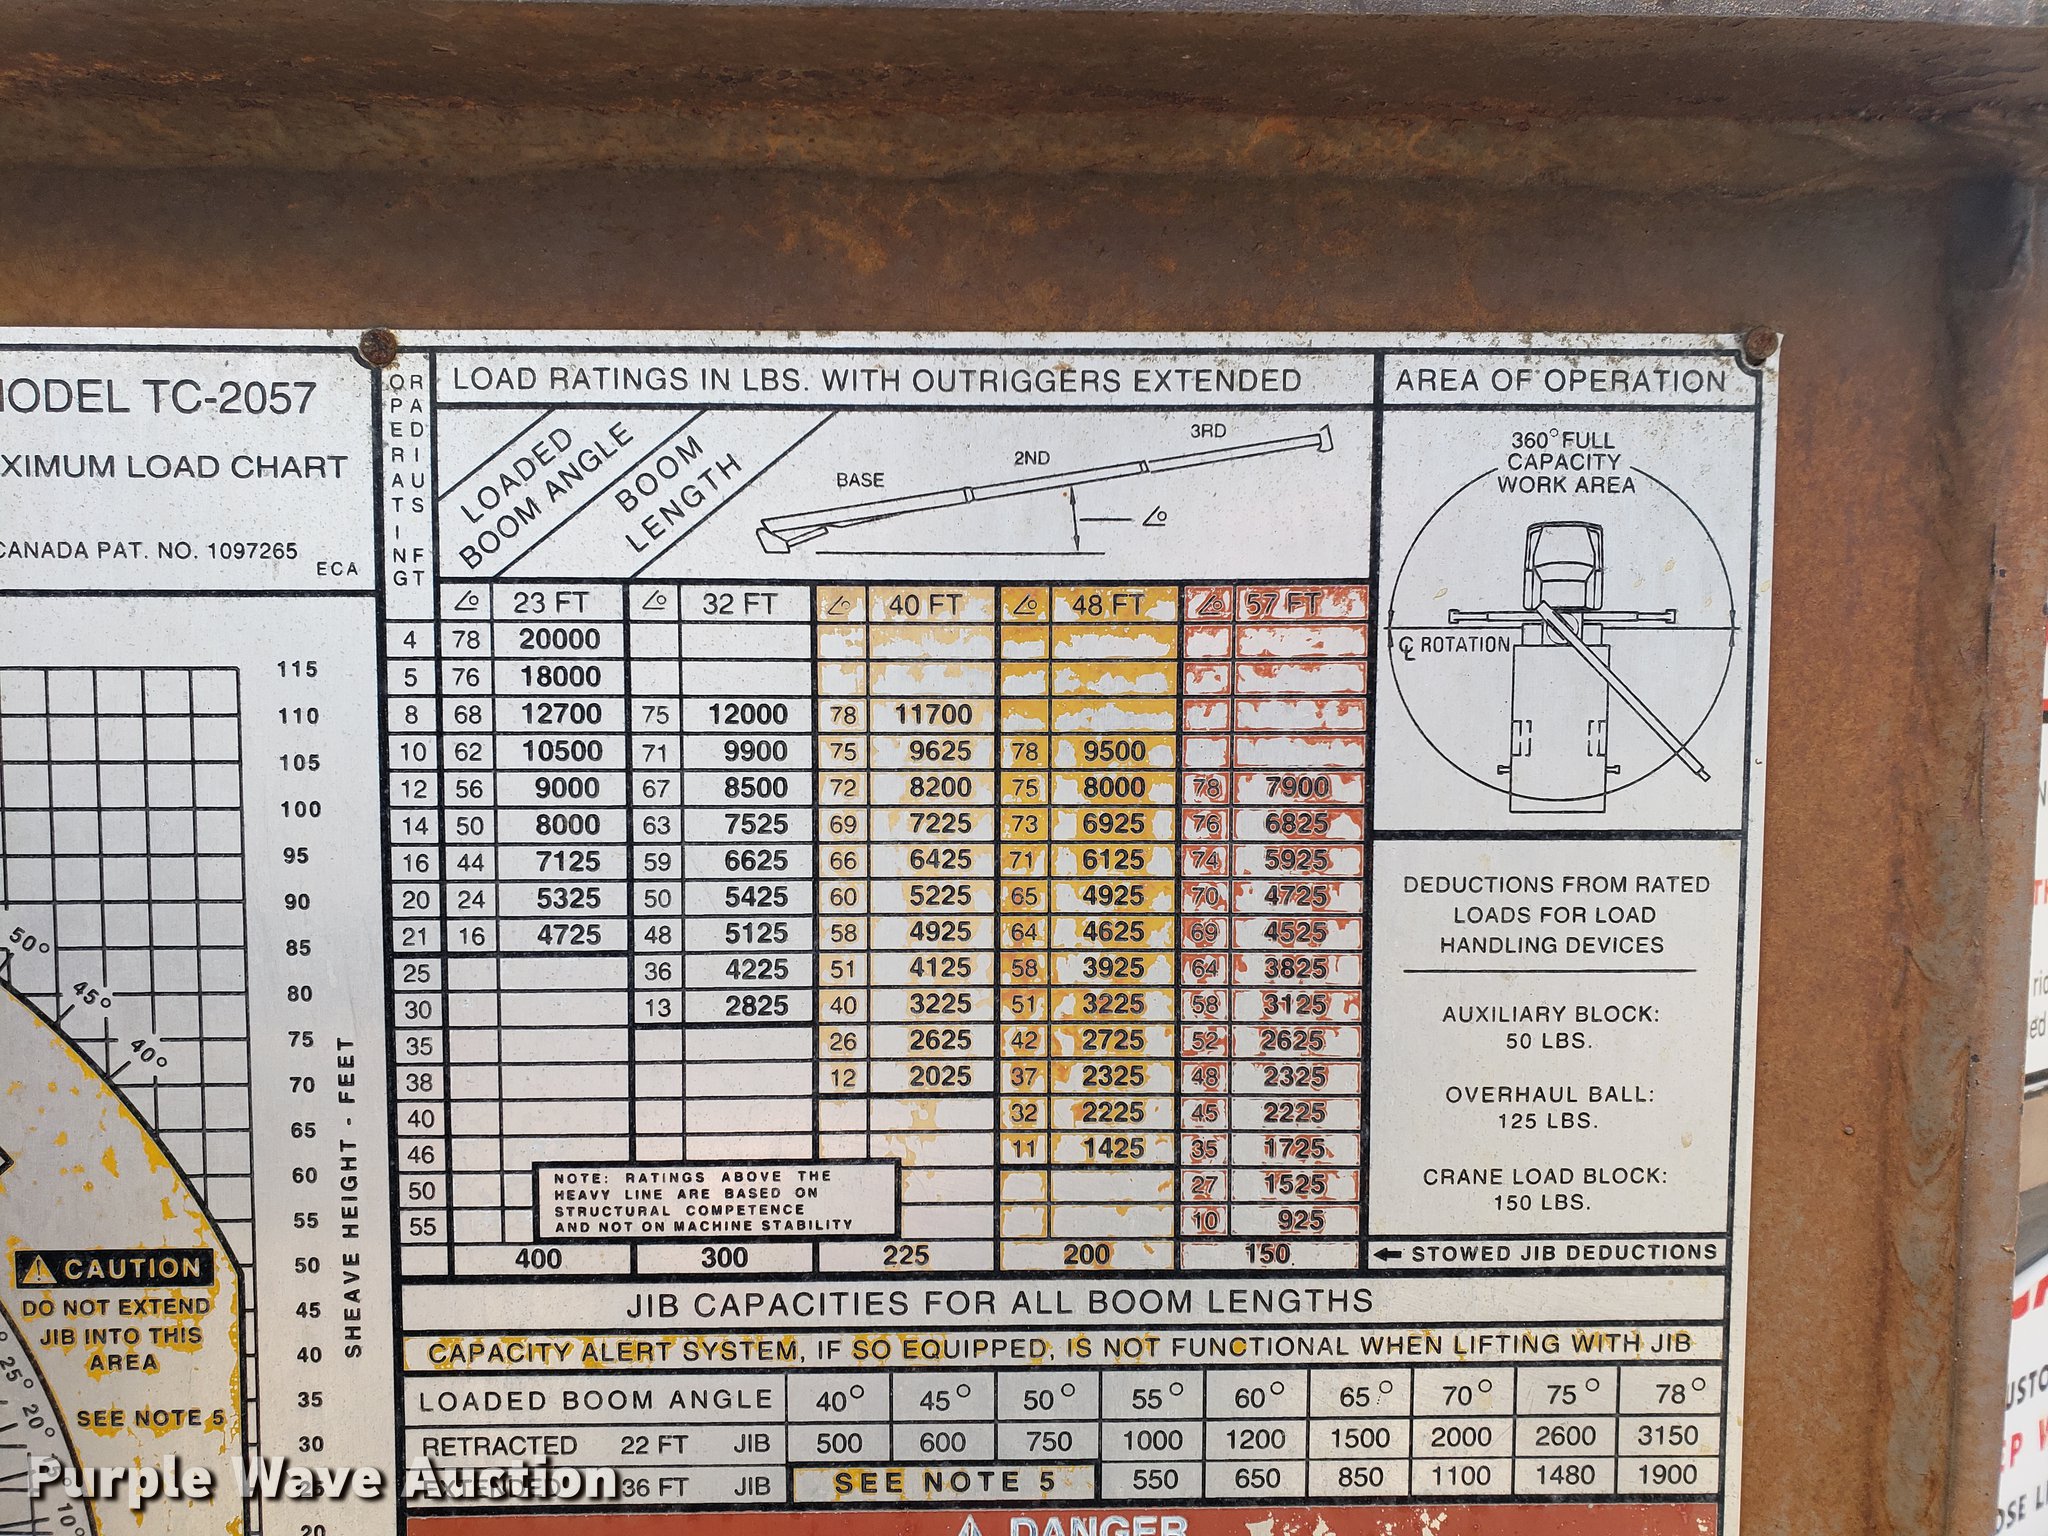 MODEL TC-2057
XIMUM LOAD CHART
CANADA PAT. NO. 1097265
ECA
OPERATING RADIUS FT
LOAD RATINGS IN LBS. WITH OUTRIGGERS EXTENDED
LOADED BOOM ANGLE
BOOM LENGTH
BASE
2ND
3RD
∠°
∠° 23 FT ∠° 32 FT ∠° 40 FT ∠° 48 FT ∠° 57 FT
4 78 20000
5 76 18000
8 68 12700 75 12000 78 11700
10 62 10500 71 9900 75 9625 78 9500
12 56 9000 67 8500 72 8200 75 8000 78 7900
14 50 8000 63 7525 69 7225 73 6925 76 6825
16 44 7125 59 6625 66 6425 71 6125 74 5925
20 24 5325 50 5425 60 5225 65 4925 70 4725
21 16 4725 48 5125 58 4925 64 4625 69 4525
25 36 4225 51 4125 58 3925 64 3825
30 13 2825 40 3225 51 3225 58 3125
35 26 2625 42 2725 52 2625
38 12 2025 37 2325 48 2325
40 32 2225 45 2225
46 11 1425 35 1725
50 27 1525
55 10 925
NOTE: RATINGS ABOVE THE
HEAVY LINE ARE BASED ON
STRUCTURAL COMPETENCE
AND NOT ON MACHINE STABILITY
400 300 225 200 150 STOWED JIB DEDUCTIONS
AREA OF OPERATION
360° FULL
CAPACITY
WORK AREA
℄ ROTATION
DEDUCTIONS FROM RATED
LOADS FOR LOAD
HANDLING DEVICES
AUXILIARY BLOCK:
50 LBS.
OVERHAUL BALL:
125 LBS.
CRANE LOAD BLOCK:
150 LBS.
JIB CAPACITIES FOR ALL BOOM LENGTHS
CAPACITY ALERT SYSTEM, IF SO EQUIPPED, IS NOT FUNCTIONAL WHEN LIFTING WITH JIB
LOADED BOOM ANGLE 40° 45° 50° 55° 60° 65° 70° 75° 78°
RETRACTED 22 FT JIB 500 600 750 1000 1200 1500 2000 2600 3150
EXTENDED 36 FT JIB SEE NOTE 5 550 650 850 1100 1480 1900
DANGER
115
110
105
100
95
90
85
80
75
70
65
60
55
50
45
40
35
30
25
20
SHEAVE HEIGHT - FEET
50°
45°
40°
25°
20°
10°
CAUTION
DO NOT EXTEND
JIB INTO THIS
AREA
SEE NOTE 5
Purple Wave Auction